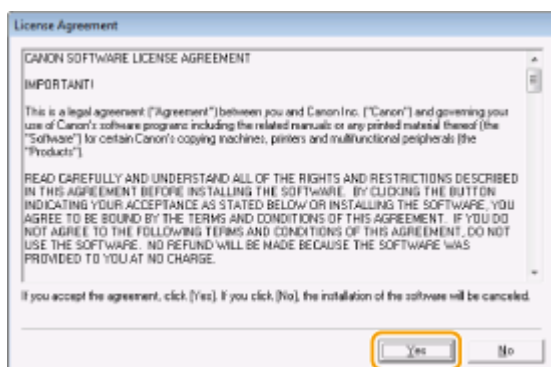 License Agreement
CANON SOFTWARE LICENSE AGREEMENT
IMPORTANT!
This is a legal agreement ("Agreement") between you and Canon Inc. ("Canon") and governing your
use of Canon's software programs including the related manuals or any printed material thereof (the
"Software") for certain Canon's copying machines, printers and multifunctional peripherals (the
"Products").
READ CAREFULLY AND UNDERSTAND ALL OF THE RIGHTS AND RESTRICTIONS DESCRIBED
IN THIS AGREEMENT BEFORE INSTALLING THE SOFTWARE. BY CLICKING THE BUTTON
INDICATING YOUR ACCEPTANCE AS STATED BELOW OR INSTALLING THE SOFTWARE, YOU
AGREE TO BE BOUND BY THE TERMS AND CONDITIONS OF THIS AGREEMENT. IF YOU DO
NOT AGREE TO THE FOLLOWING TERMS AND CONDITIONS OF THIS AGREEMENT, DO NOT
USE THE SOFTWARE. NO REFUND WILL BE MADE BECAUSE THE SOFTWARE WAS
PROVIDED TO YOU AT NO CHARGE.
If you accept the agreement, click [Yes]. If you click [No], the installation of the software will be canceled.
Yes No